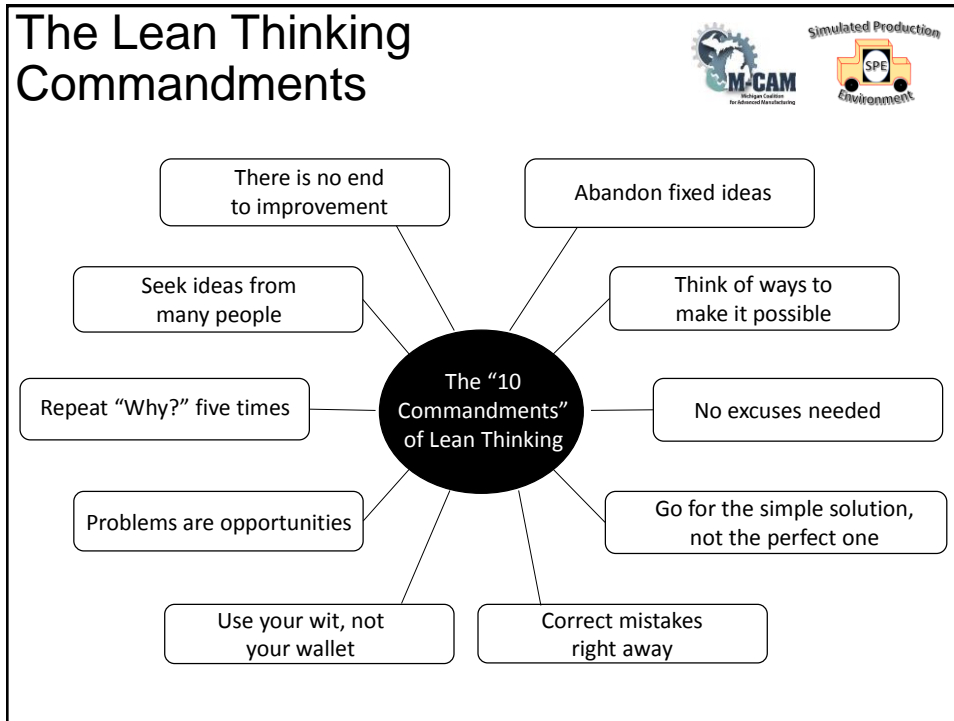 The Lean Thinking
Commandments
M-CAM
Michigan Coalition
for Advanced Manufacturing
Simulated Production
SPE
Environment
There is no end
to improvement
Abandon fixed ideas
Seek ideas from
many people
Think of ways to
make it possible
The “10
Commandments”
of Lean Thinking
Repeat “Why?” five times
No excuses needed
Problems are opportunities
Go for the simple solution,
not the perfect one
Use your wit, not
your wallet
Correct mistakes
right away